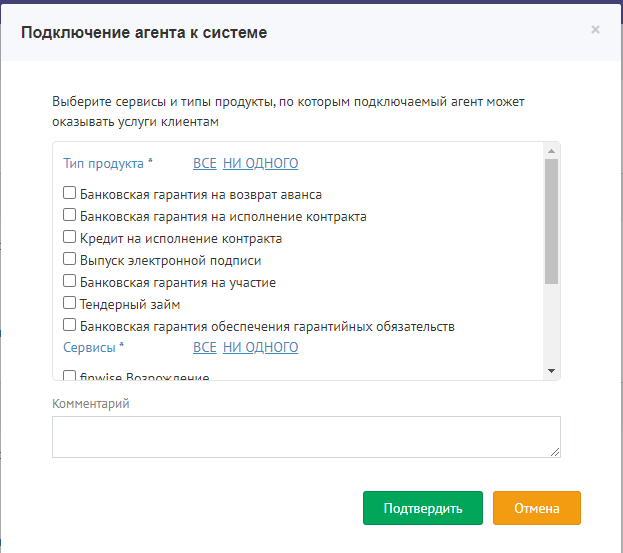 Подключение агента к системе
×
Выберите сервисы и типы продукты, по которым подключаемый агент может
оказывать услуги клиентам
Тип продукта * ВСЕ НИ ОДНОГО
Банковская гарантия на возврат аванса
Банковская гарантия на исполнение контракта
Кредит на исполнение контракта
Выпуск электронной подписи
Банковская гарантия на участие
Тендерный займ
Банковская гарантия обеспечения гарантийных обязательств
Сервисы * ВСЕ НИ ОДНОГО
finwise Возрождение
Комментарий
Подтвердить Отмена